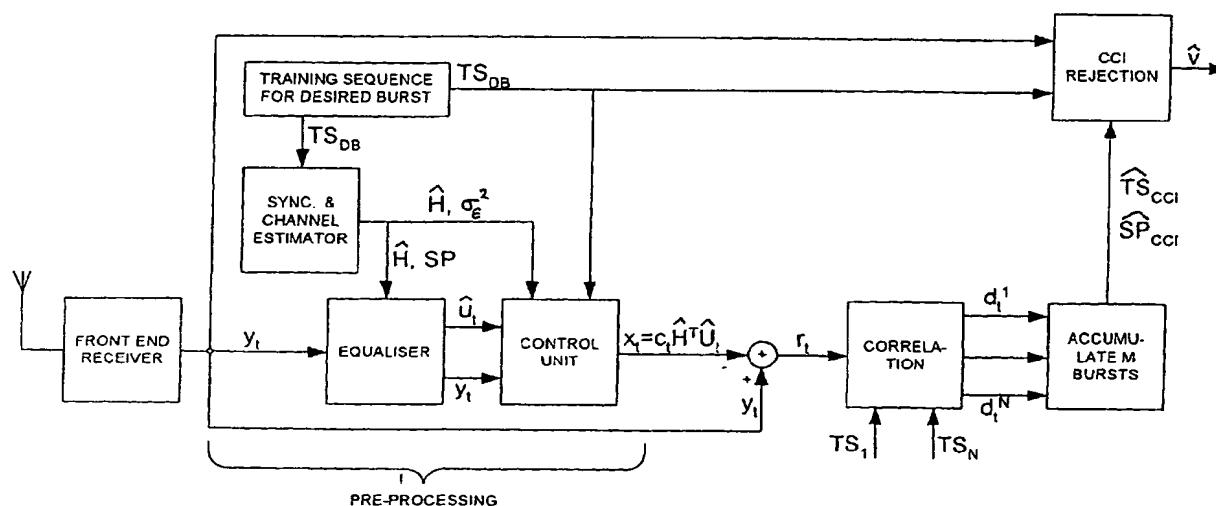 TRAINING SEQUENCE
FOR DESIRED BURST
TS_DB
CCI
REJECTION
v̂
TS_DB
SYNC. &
CHANNEL
ESTIMATOR
Ĥ, σ_ε²
Ĥ, SP
T̂S_CCI
ŜP_CCI
FRONT END
RECEIVER
y_t
EQUALISER
û_t
y_t
CONTROL
UNIT
x_t=c_tĤ^TÛ_t
-
+
+
y_t
r_t
CORRELA-
TION
d_t^1
d_t^N
ACCUMU-
LATE M
BURSTS
TS_1
TS_N
PRE-PROCESSING